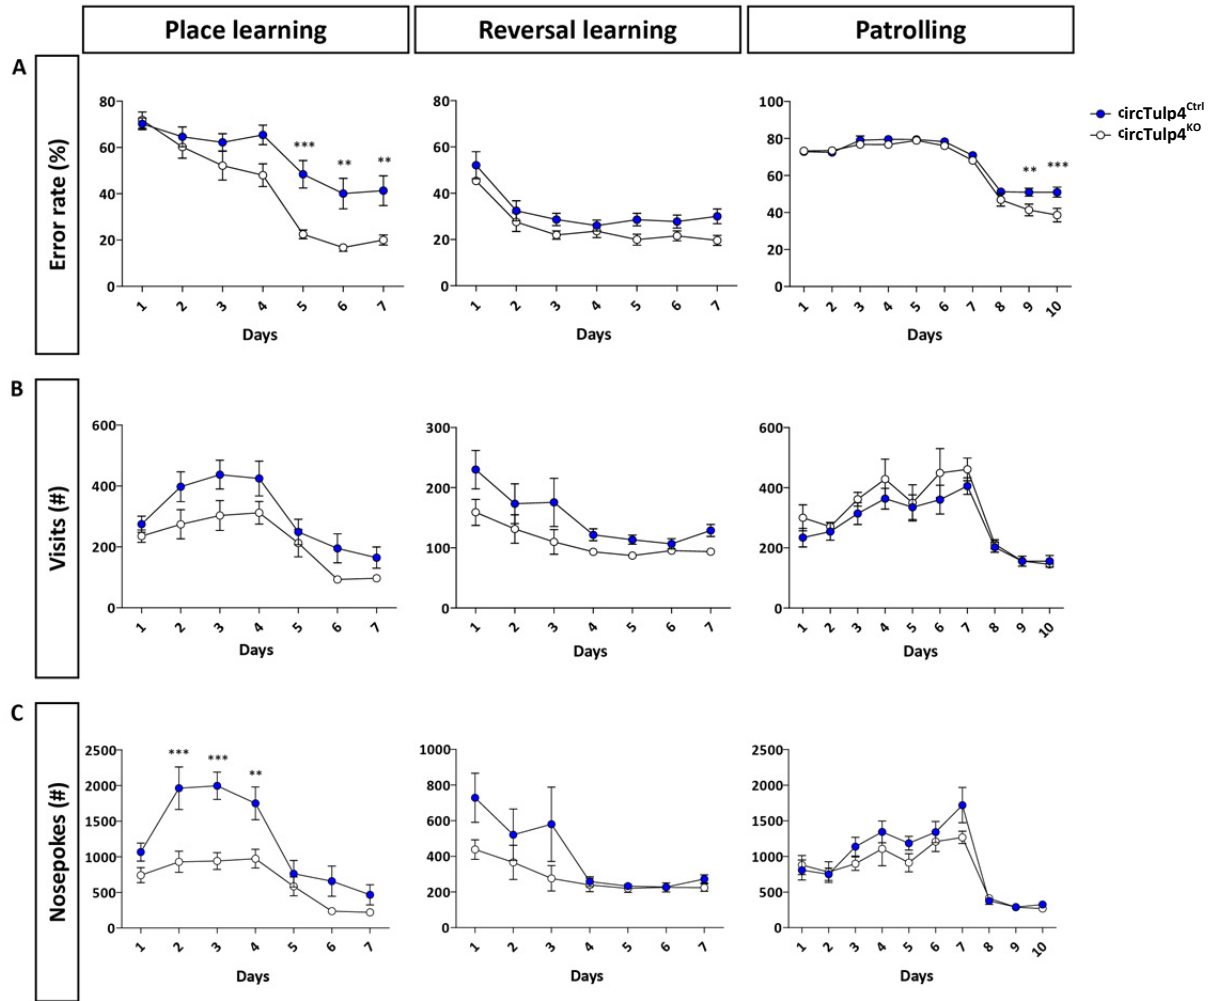 Place learning
Reversal learning
Patrolling
A
Error rate (%)
80
60
40
20
0
***
**
**
1 2 3 4 5 6 7
Days
80
60
40
20
0
1 2 3 4 5 6 7
Days
100
80
60
40
20
0
**
***
1 2 3 4 5 6 7 8 9 10
Days
circTulp4Ctrl
circTulp4KO
B
Visits (#)
600
400
200
0
1 2 3 4 5 6 7
Days
300
200
100
0
1 2 3 4 5 6 7
Days
600
400
200
0
1 2 3 4 5 6 7 8 9 10
Days
C
Nosepokes (#)
2500
2000
1500
1000
500
0
***
***
**
1 2 3 4 5 6 7
Days
1000
800
600
400
200
0
1 2 3 4 5 6 7
Days
2500
2000
1500
1000
500
0
1 2 3 4 5 6 7 8 9 10
Days